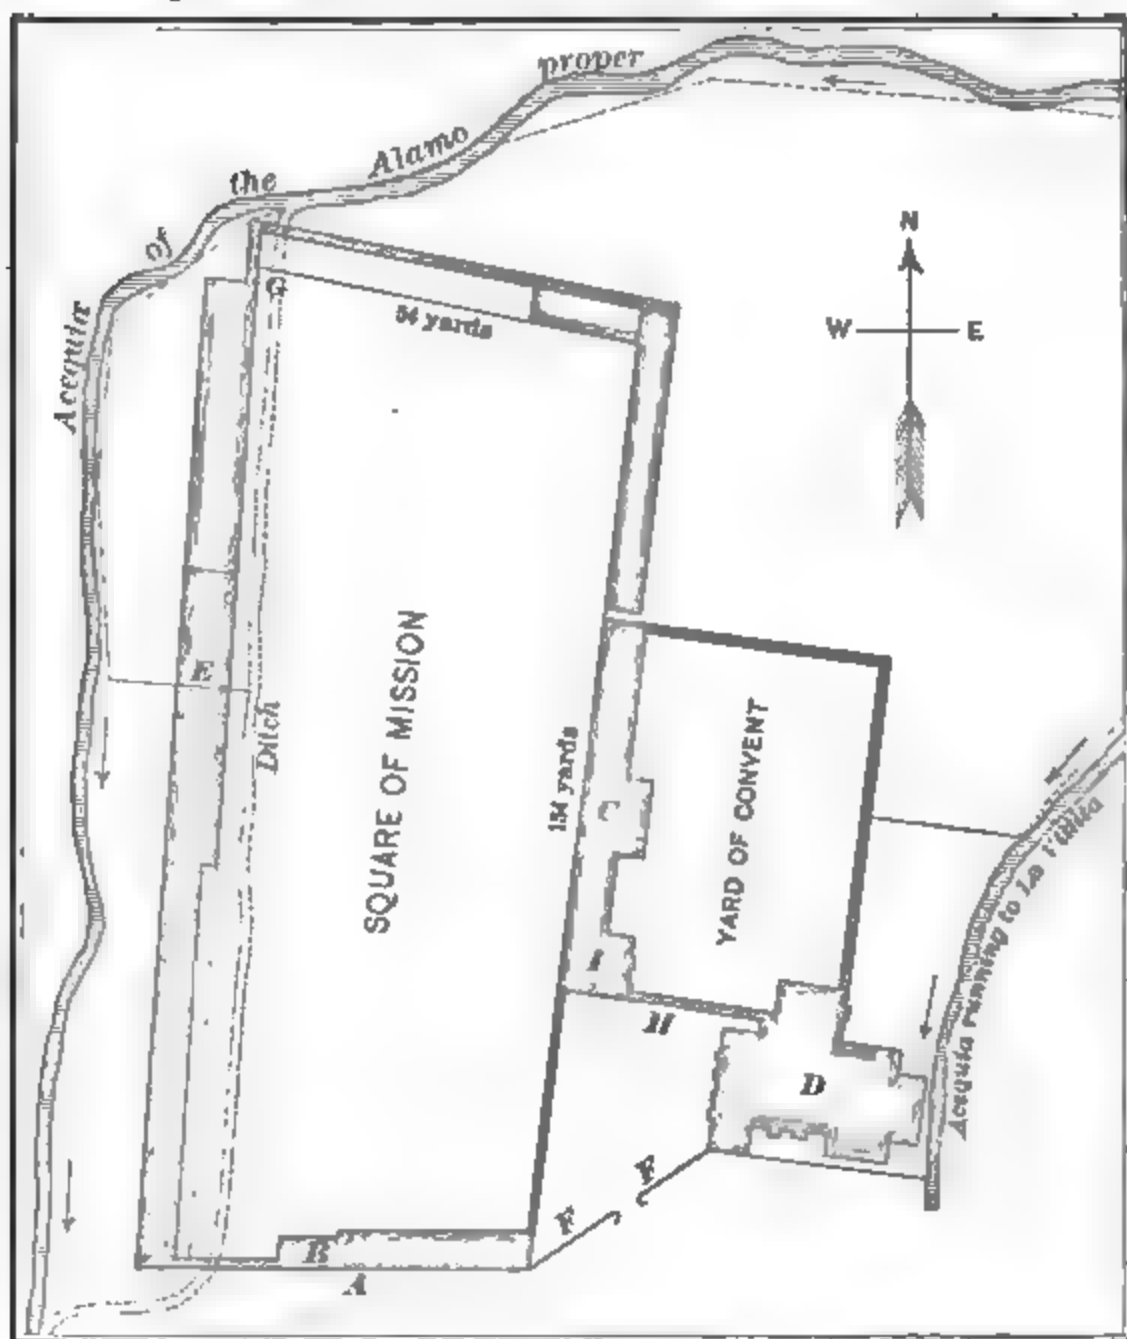 Acequia of the Alamo proper
N
W E
G
54 yards
E
Ditch
SQUARE OF MISSION
154 yards
YARD OF CONVENT
Acequia running to La Villita
I
H
D
F
F
B
A